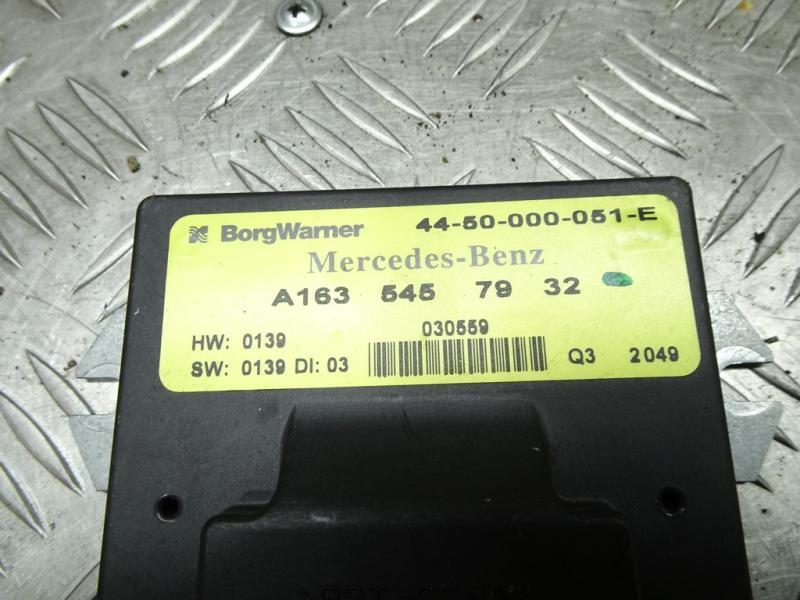 BorgWarner 44-50-000-051-E
Mercedes-Benz
A163 545 79 32
HW: 0139 030559
SW: 0139 DI: 03 Q3 2049